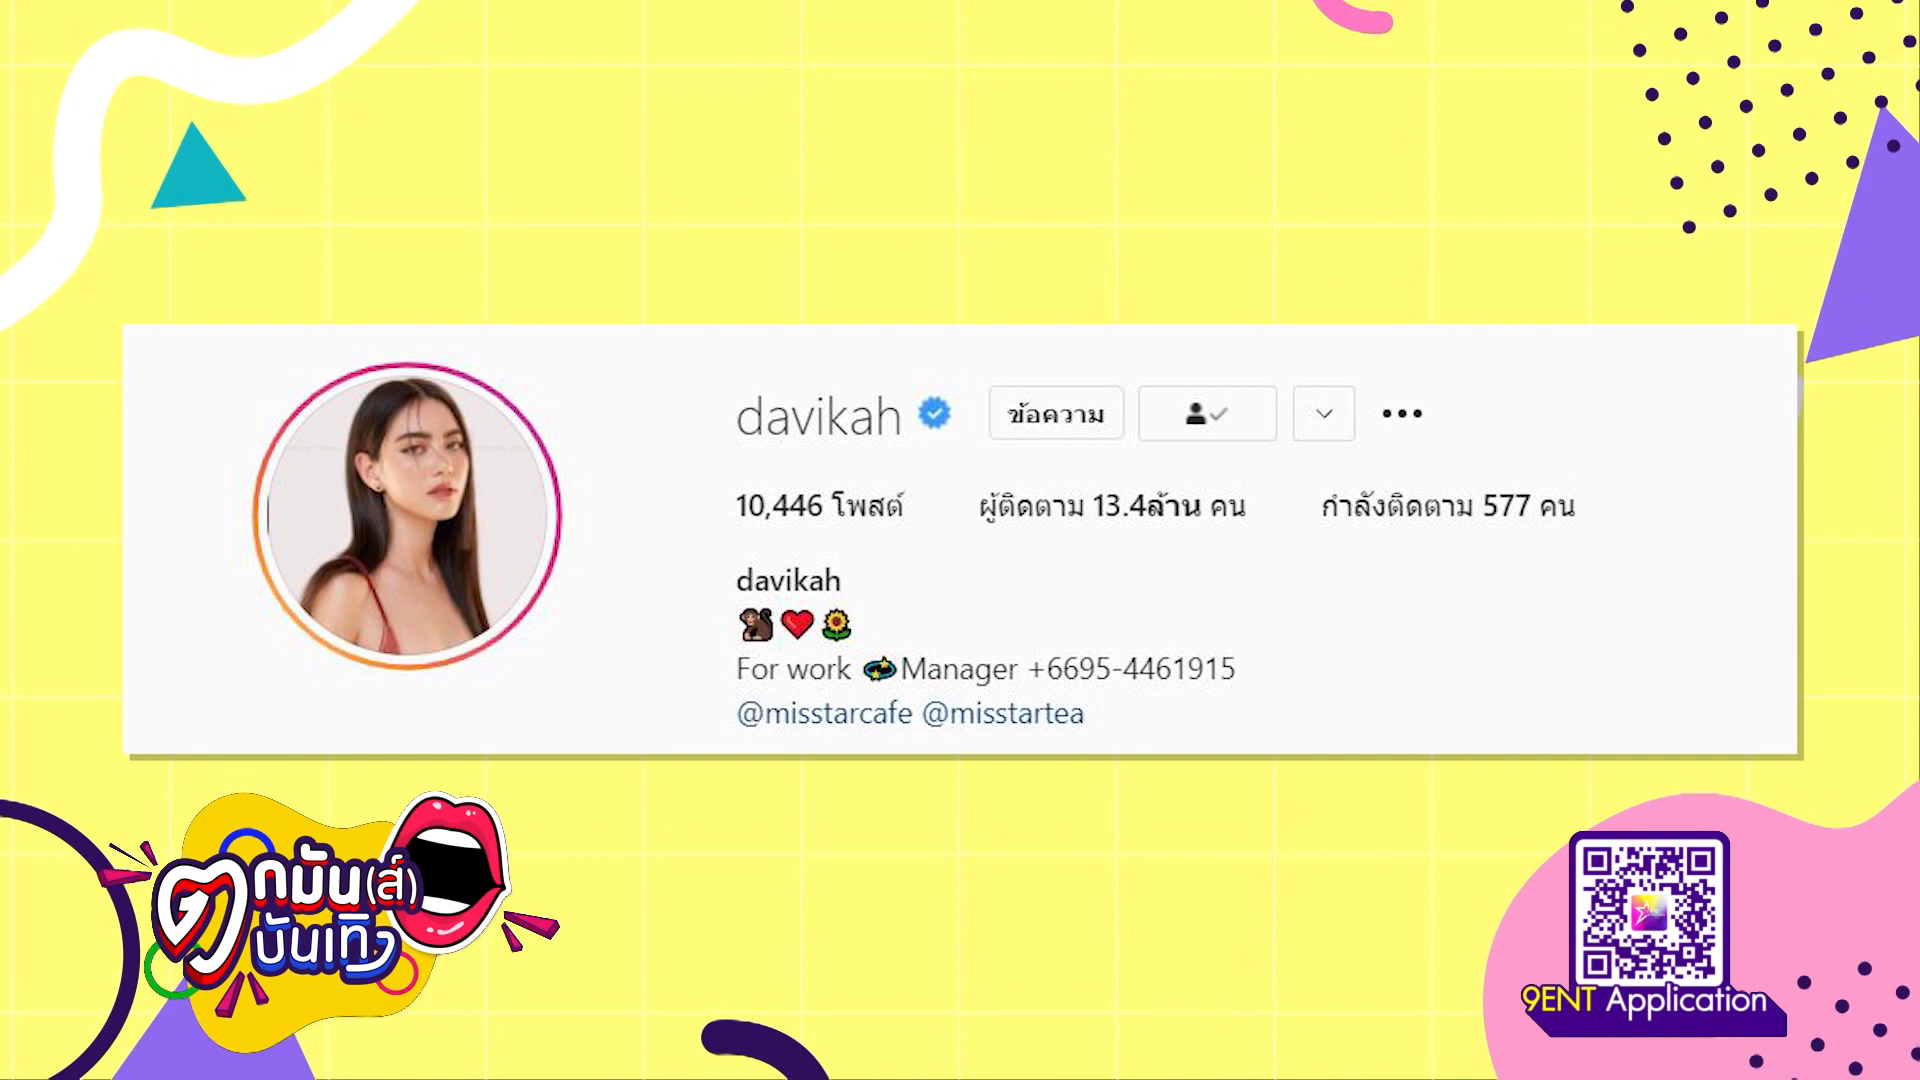 davikah ข้อความ
10,446 โพสต์ ผู้ติดตาม 13.4ล้าน คน กำลังติดตาม 577 คน
davikah
🐒❤️🌻
For work 💫Manager +6695-4461915
@misstarcafe @misstartea
ตกมัน(ส์)
บันเทิง
9ENT Application